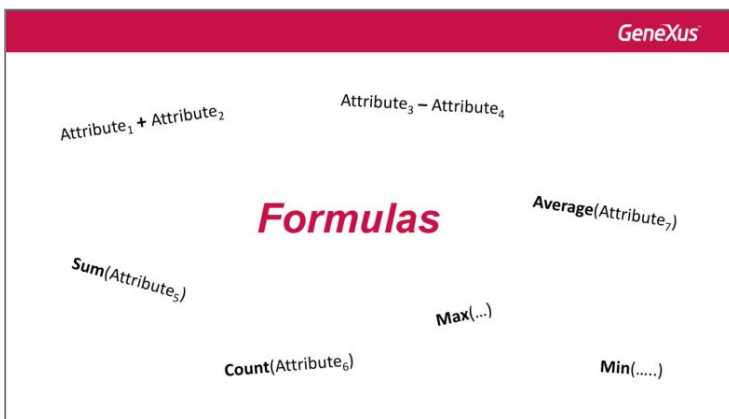 GeneXus
Attribute₁ + Attribute₂
Attribute₃ – Attribute₄
Formulas
Average(Attribute₇)
Sum(Attribute₅)
Max(...)
Count(Attribute₆)
Min(.....)